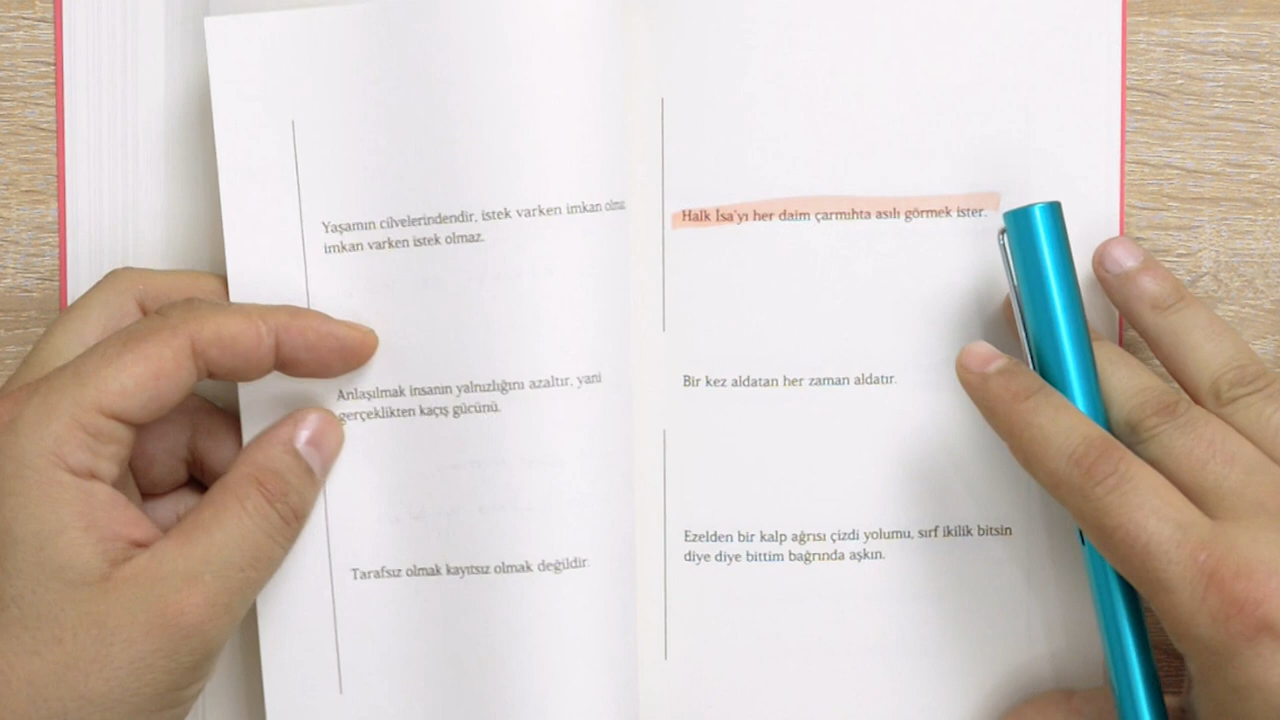 Yaşamın cilvelerindendir, istek varken imkan olmaz
imkan varken istek olmaz.
Anlaşılmak insanın yalnızlığını azaltır, yani
gerçeklikten kaçış gücünü.
Tarafsız olmak kayıtsız olmak değildir.
Halk İsa'yı her daim çarmıhta asılı görmek ister.
Bir kez aldatan her zaman aldatır.
Ezelden bir kalp ağrısı çizdi yolumu, sırf ikilik bitsin
diye diye bittim bağrında aşkın.